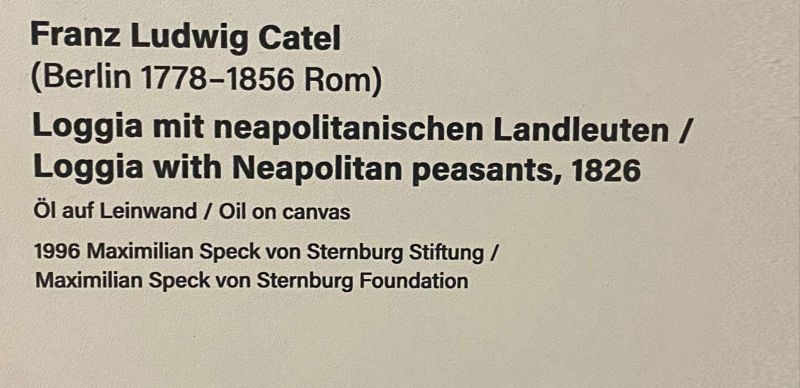 Franz Ludwig Catel
(Berlin 1778–1856 Rom)
Loggia mit neapolitanischen Landleuten /
Loggia with Neapolitan peasants, 1826
Öl auf Leinwand / Oil on canvas
1996 Maximilian Speck von Sternburg Stiftung /
Maximilian Speck von Sternburg Foundation